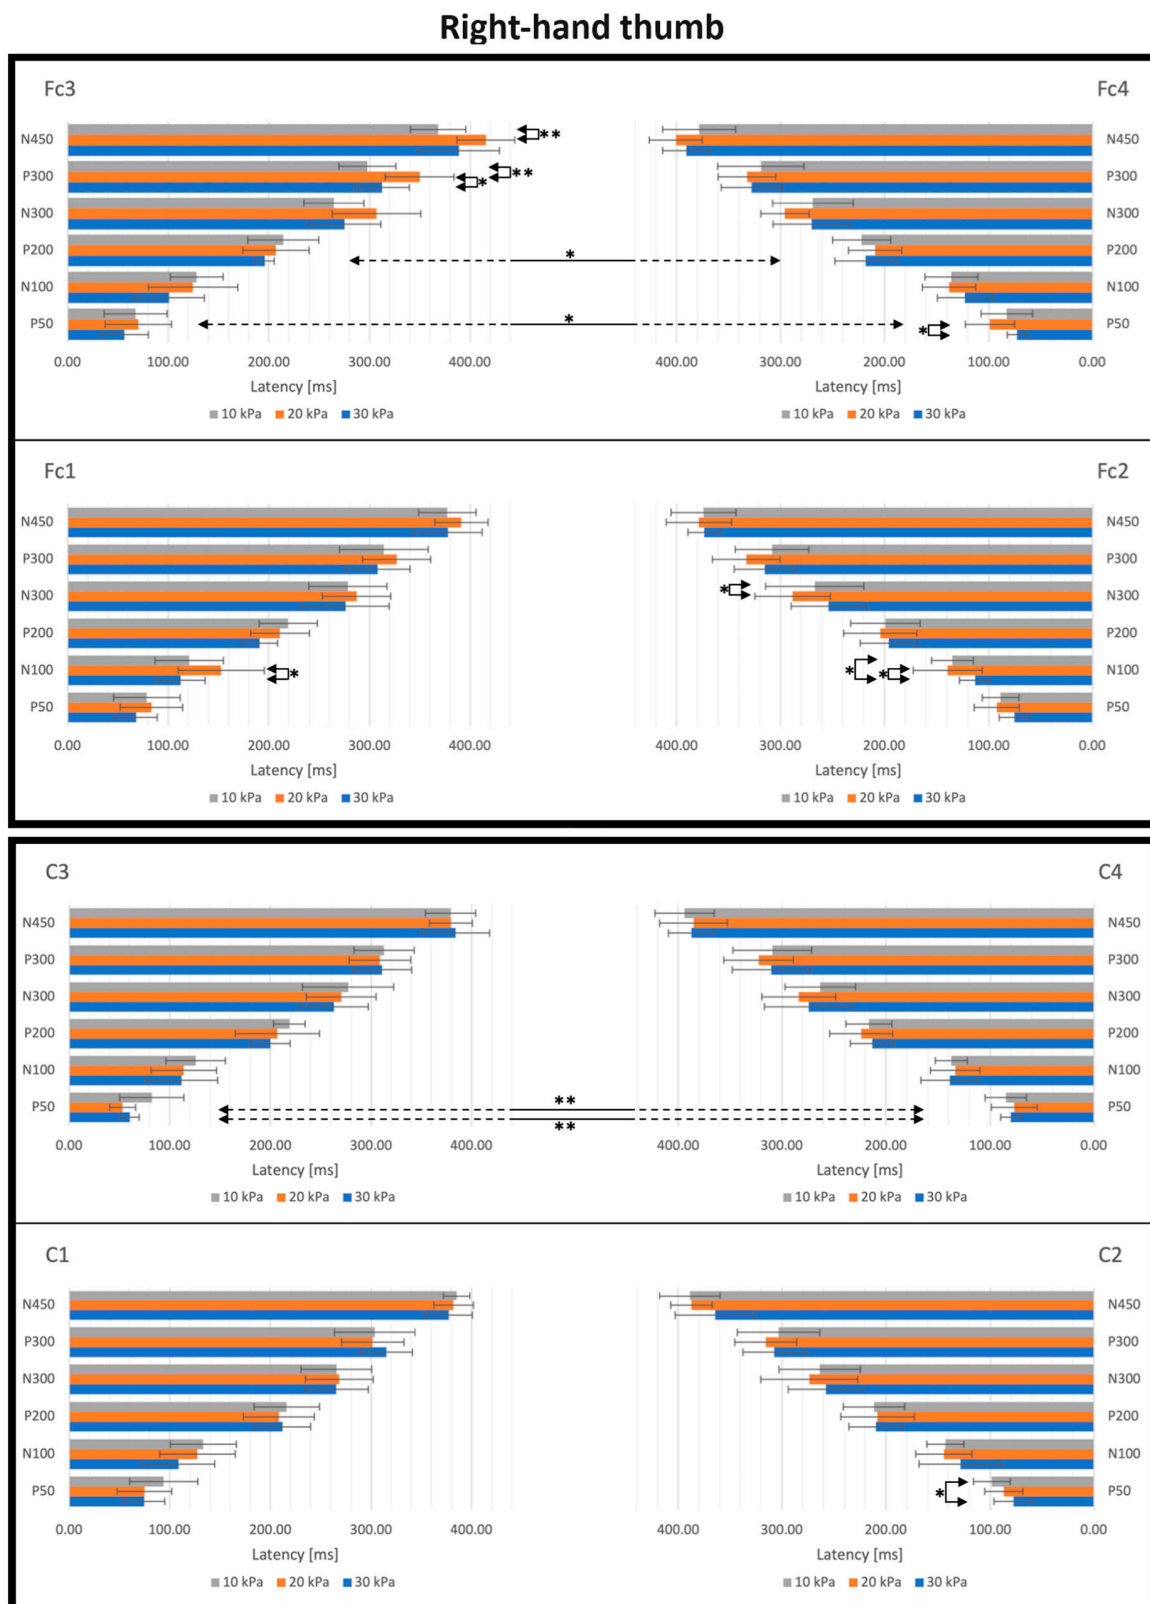 Right-hand thumb
Fc3 Fc4
N450 ** N450
P300 ** * P300
N300 N300
P200 * P200
N100 N100
P50 * * P50
0.00 100.00 200.00 300.00 400.00 400.00 300.00 200.00 100.00 0.00
Latency [ms] Latency [ms]
10 kPa 20 kPa 30 kPa 10 kPa 20 kPa 30 kPa
Fc1 Fc2
N450 N450
P300 P300
N300 * N300
P200 P200
N100 * * * N100
P50 P50
0.00 100.00 200.00 300.00 400.00 400.00 300.00 200.00 100.00 0.00
Latency [ms] Latency [ms]
10 kPa 20 kPa 30 kPa 10 kPa 20 kPa 30 kPa
C3 C4
N450 N450
P300 P300
N300 N300
P200 P200
N100 N100
P50 ** P50
**
0.00 100.00 200.00 300.00 400.00 400.00 300.00 200.00 100.00 0.00
Latency [ms] Latency [ms]
10 kPa 20 kPa 30 kPa 10 kPa 20 kPa 30 kPa
C1 C2
N450 N450
P300 P300
N300 N300
P200 P200
N100 N100
P50 * P50
0.00 100.00 200.00 300.00 400.00 400.00 300.00 200.00 100.00 0.00
Latency [ms] Latency [ms]
10 kPa 20 kPa 30 kPa 10 kPa 20 kPa 30 kPa